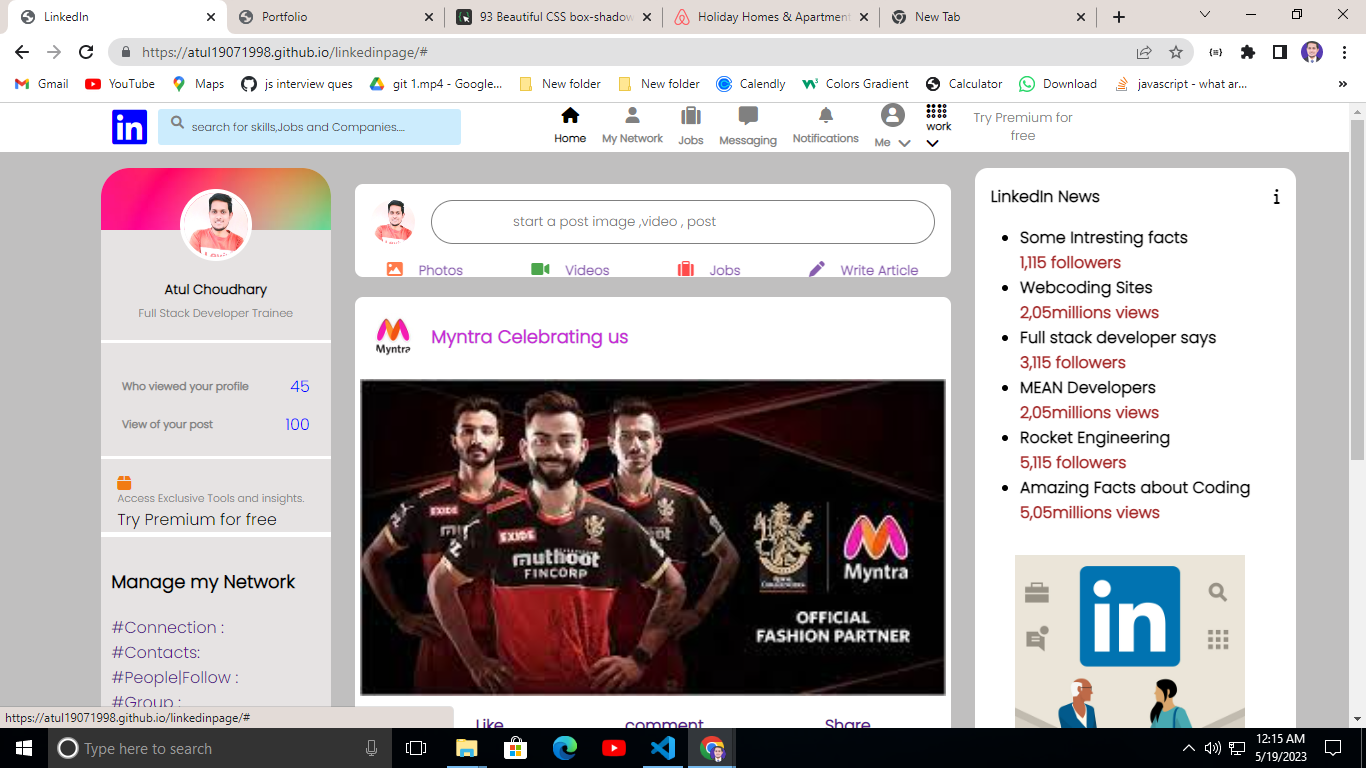 LinkedIn
Portfolio
93 Beautiful CSS box-shadow
Holiday Homes & Apartment
New Tab
https://atul19071998.github.io/linkedinpage/#
Gmail
YouTube
Maps
js interview ques
git 1.mp4 - Google...
New folder
New folder
Calendly
Colors Gradient
Calculator
Download
javascript - what ar...
»
in
search for skills,Jobs and Companies....
Home
My Network
Jobs
Messaging
Notifications
Me
work
Try Premium for
free
Atul Choudhary
Full Stack Developer Trainee
Who viewed your profile 45
View of your post 100
Access Exclusive Tools and insights.
Try Premium for free
Manage my Network
#Connection :
#Contacts:
#People|Follow :
#Group :
start a post image ,video , post
Photos
Videos
Jobs
Write Article
Myntra
Myntra Celebrating us
EXIDE
EXIDE
muthoot
FINCORP
Myntra
OFFICIAL
FASHION PARTNER
Like
comment
Share
LinkedIn News
i
Some Intresting facts
1,115 followers
Webcoding Sites
2,05millions views
Full stack developer says
3,115 followers
MEAN Developers
2,05millions views
Rocket Engineering
5,115 followers
Amazing Facts about Coding
5,05millions views
in
https://atul19071998.github.io/linkedinpage/#
Type here to search
12:15 AM
5/19/2023